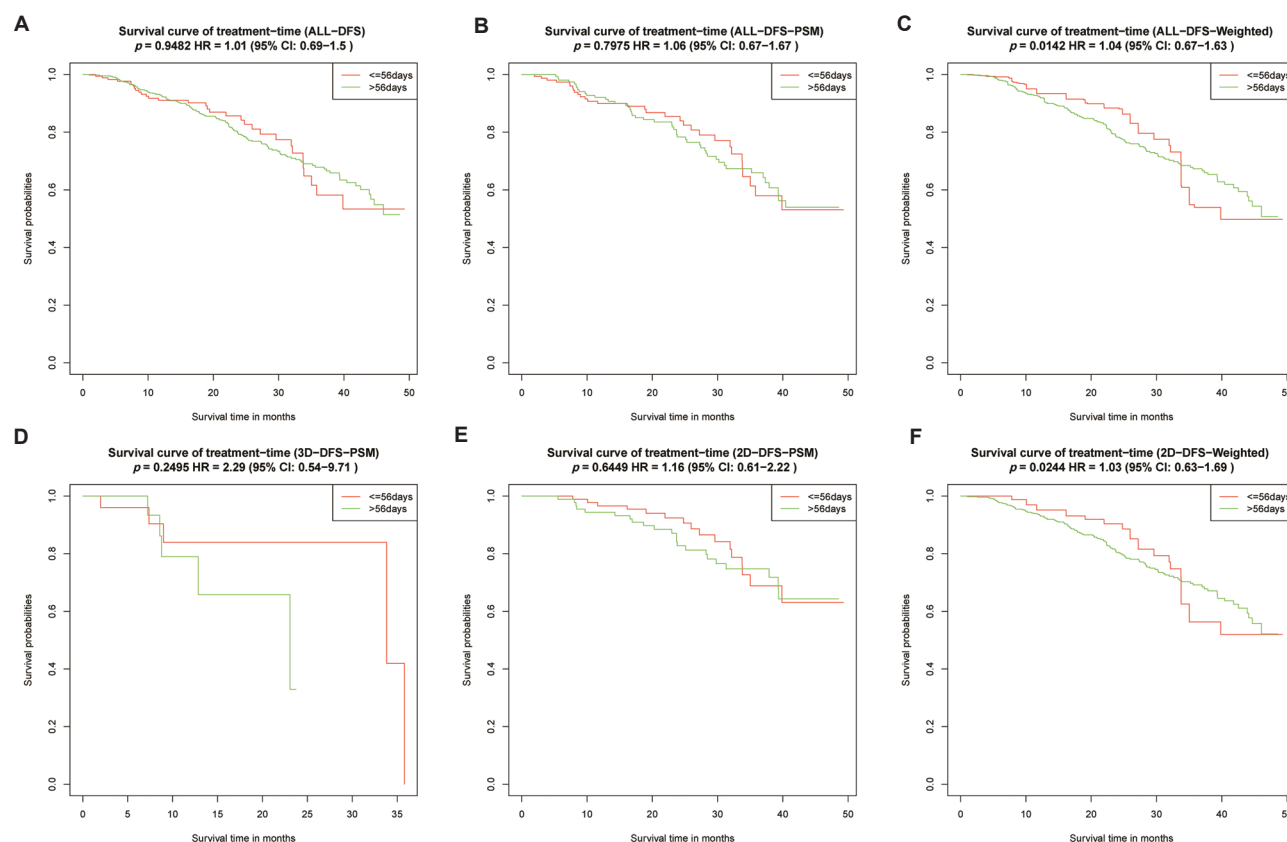 A
Survival curve of treatment−time (ALL−DFS)
p = 0.9482 HR = 1.01 (95% CI: 0.69−1.5 )
<=56days
>56days
Survival probabilities
0.0 0.2 0.4 0.6 0.8 1.0
0 10 20 30 40 50
Survival time in months
B
Survival curve of treatment−time (ALL−DFS−PSM)
p = 0.7975 HR = 1.06 (95% CI: 0.67−1.67 )
<=56days
>56days
Survival probabilities
0.0 0.2 0.4 0.6 0.8 1.0
0 10 20 30 40 50
Survival time in months
C
Survival curve of treatment−time (ALL−DFS−Weighted)
p = 0.0142 HR = 1.04 (95% CI: 0.67−1.63 )
<=56days
>56days
Survival probabilities
0.0 0.2 0.4 0.6 0.8 1.0
0 10 20 30 40 50
Survival time in months
D
Survival curve of treatment−time (3D−DFS−PSM)
p = 0.2495 HR = 2.29 (95% CI: 0.54−9.71 )
<=56days
>56days
Survival probabilities
0.0 0.2 0.4 0.6 0.8 1.0
0 5 10 15 20 25 30 35
Survival time in months
E
Survival curve of treatment−time (2D−DFS−PSM)
p = 0.6449 HR = 1.16 (95% CI: 0.61−2.22 )
<=56days
>56days
Survival probabilities
0.0 0.2 0.4 0.6 0.8 1.0
0 10 20 30 40 50
Survival time in months
F
Survival curve of treatment−time (2D−DFS−Weighted)
p = 0.0244 HR = 1.03 (95% CI: 0.63−1.69 )
<=56days
>56days
Survival probabilities
0.0 0.2 0.4 0.6 0.8 1.0
0 10 20 30 40 50
Survival time in months